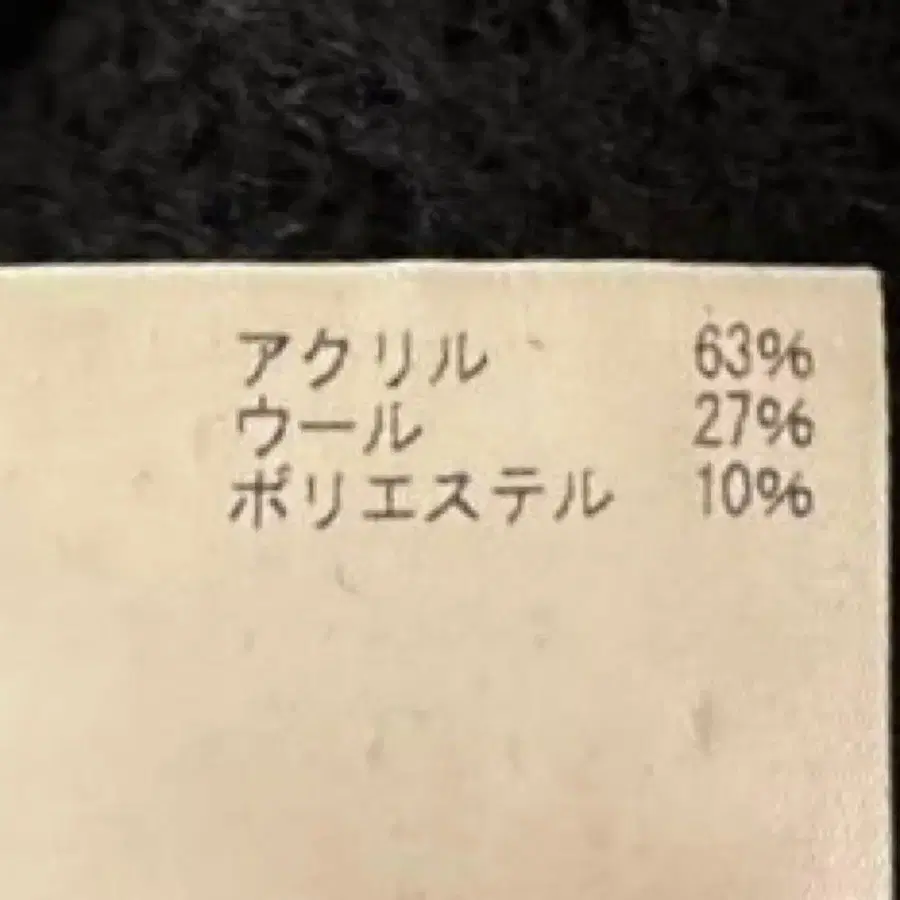 アクリル 63%
ウール 27%
ポリエステル 10%